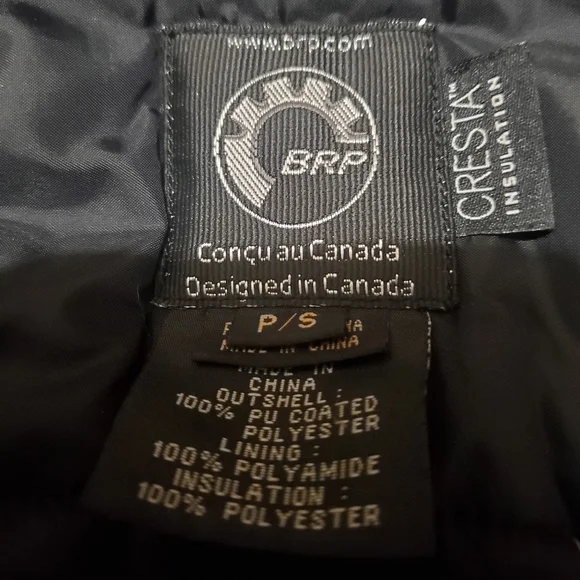 www.brp.com
BRP
Conçu au Canada
Designed in Canada
CRESTA™
INSULATION
P/S
MADE IN CHINA
MADE IN
CHINA
OUTSHELL :
100% PU COATED
POLYESTER
LINING :
100% POLYAMIDE
INSULATION :
100% POLYESTER